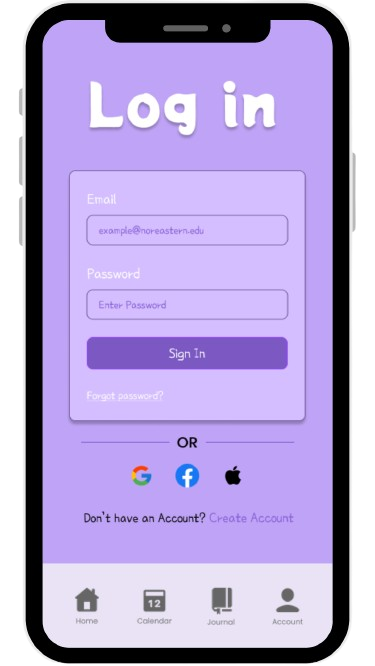 Log in
Email
example@noreastern.edu
Password
Enter Password
Sign In
Forgot password?
OR
Don't have an Account? Create Account
12
Home Calendar Journal Account